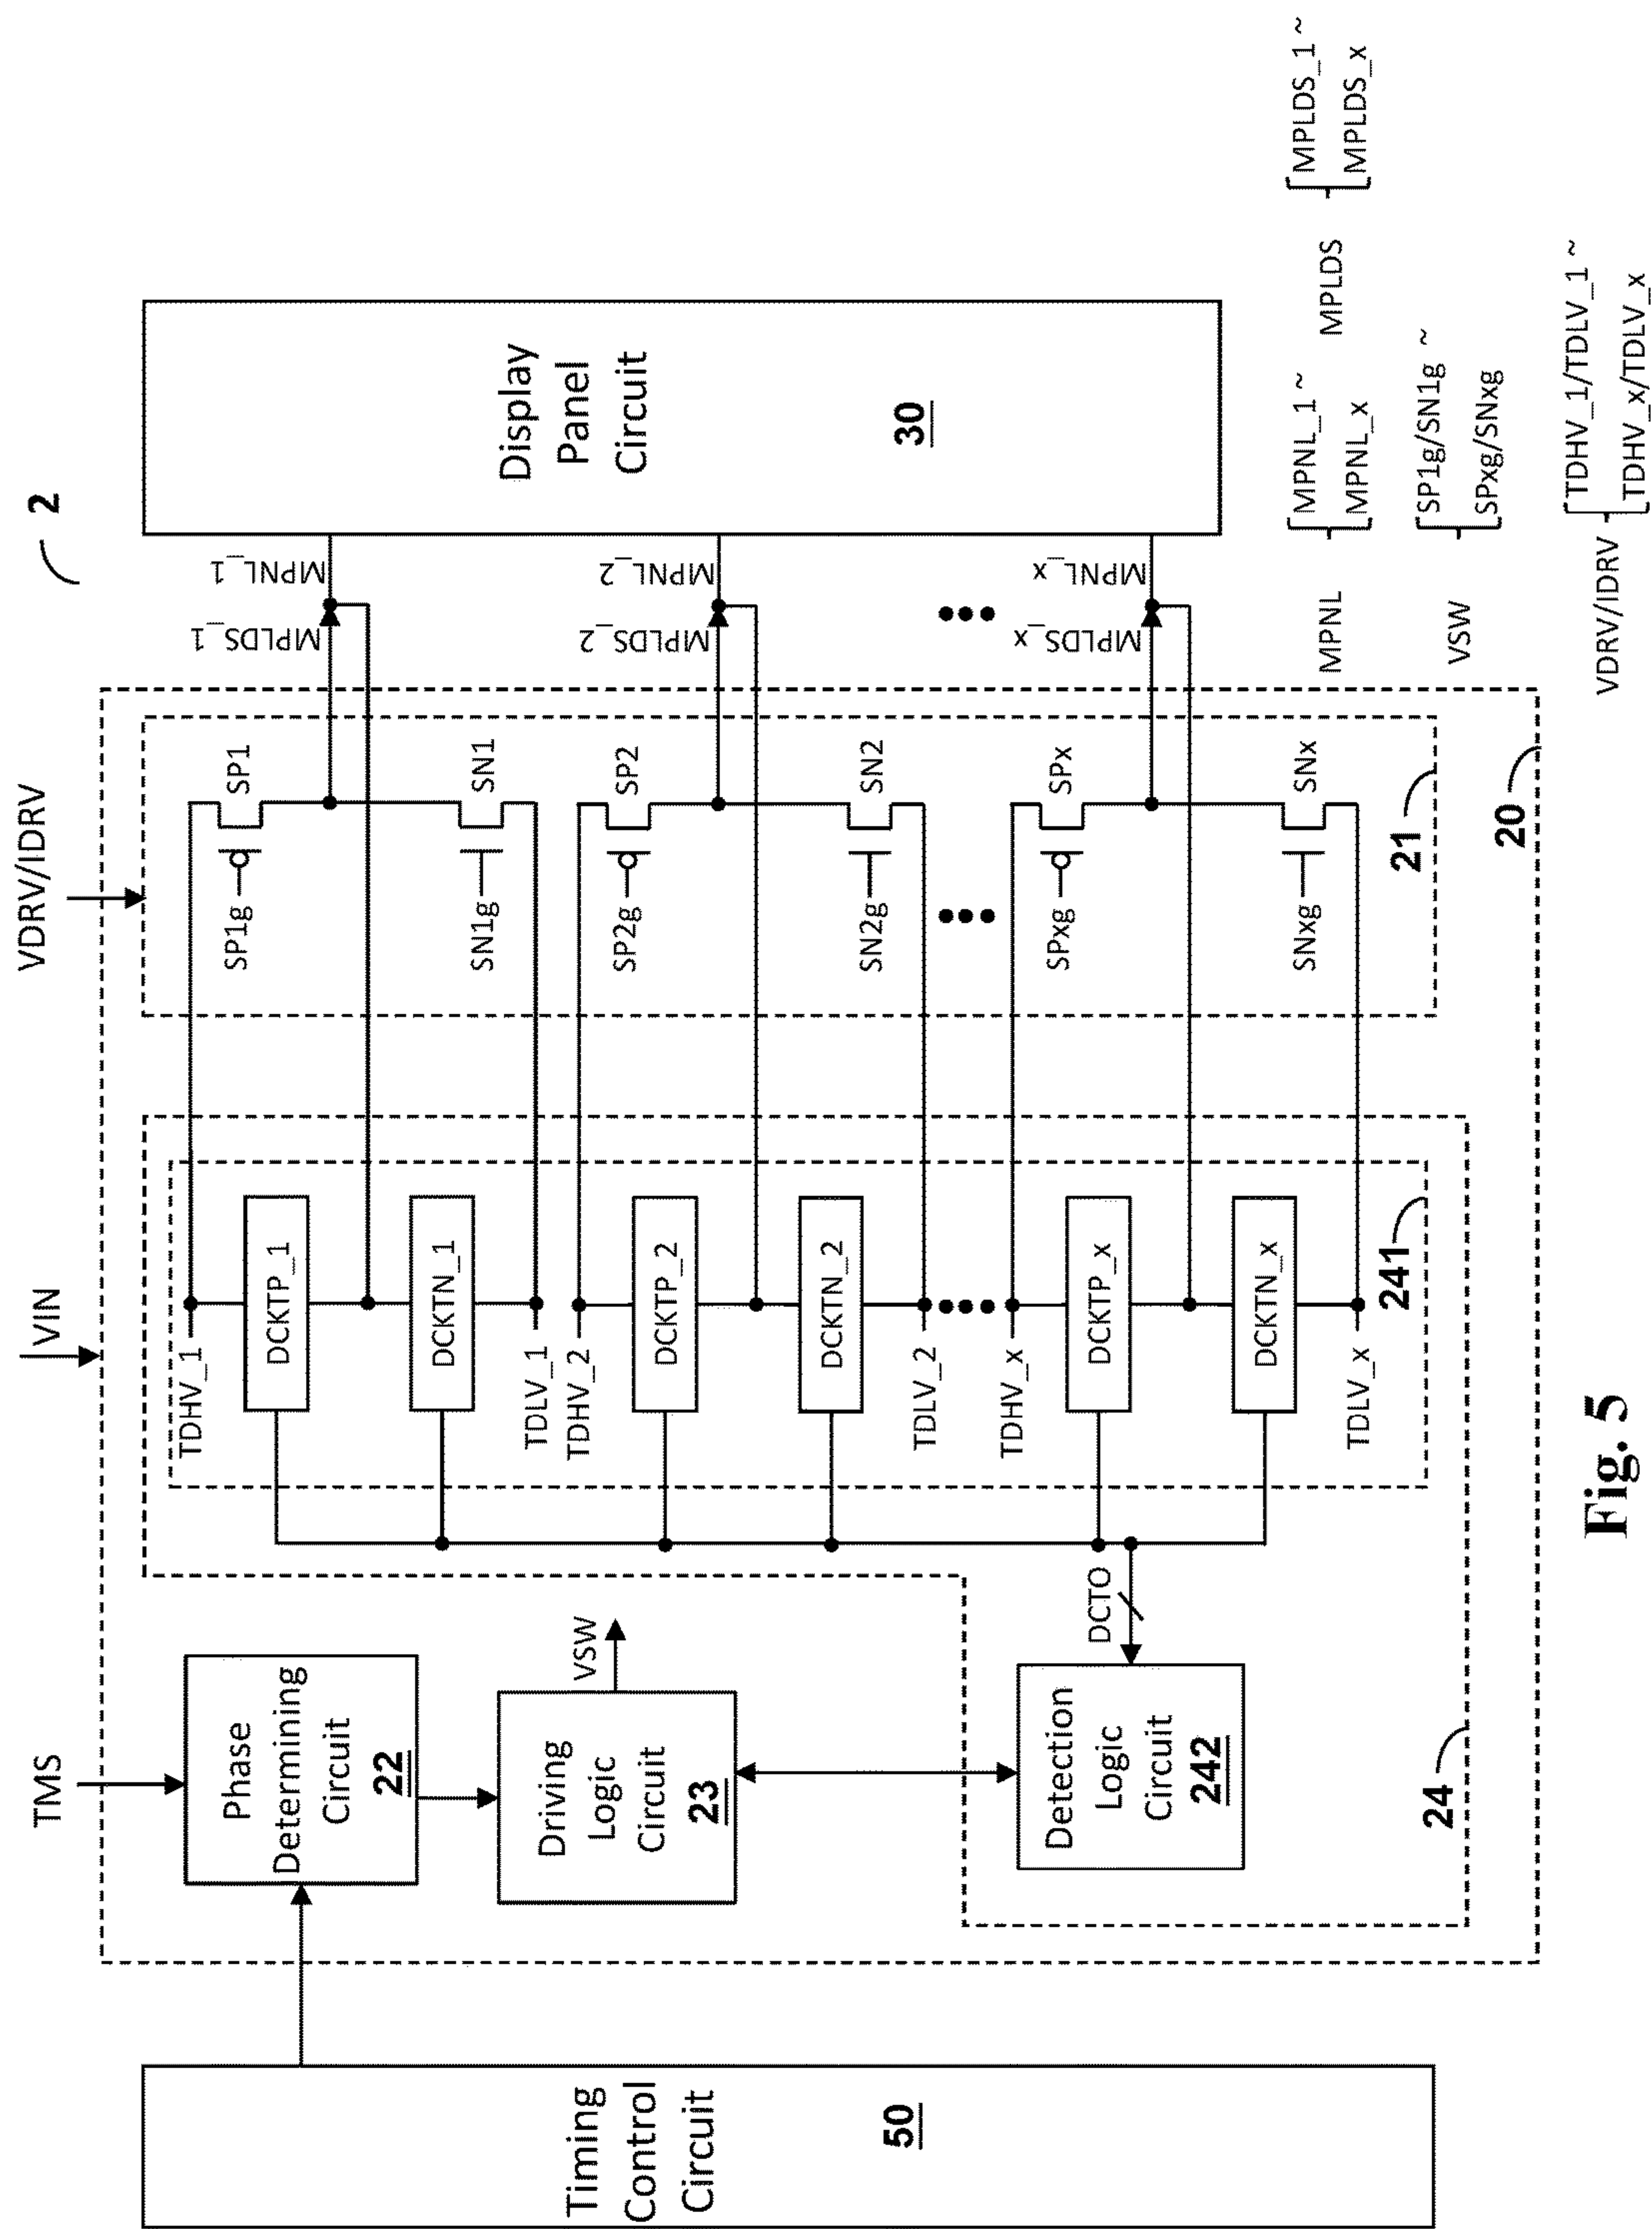 2
TMS
VIN
VDRV/IDRV
Timing
Control
Circuit
50
Phase
Determining
Circuit
22
Driving
Logic
Circuit
23
VSW
Detection
Logic
Circuit
242
DCTO
24
TDHV_1
DCKTP_1
DCKTN_1
TDLV_1
TDHV_2
DCKTP_2
DCKTN_2
TDLV_2
TDHV_x
DCKTP_x
DCKTN_x
TDLV_x
241
SP1g
SP1
SN1g
SN1
SP2g
SP2
SN2g
SN2
SPxg
SPx
SNxg
SNx
21
20
MPLDS_1
MPNL_1
MPLDS_2
MPNL_2
MPLDS_x
MPNL_x
Display
Panel
Circuit
30
MPNL
MPNL_1 ~
MPNL_x
MPLDS
MPLDS_1 ~
MPLDS_x
VSW
SP1g/SN1g ~
SPxg/SNxg
VDRV/IDRV
TDHV_1/TDLV_1 ~
TDHV_x/TDLV_x
Fig. 5